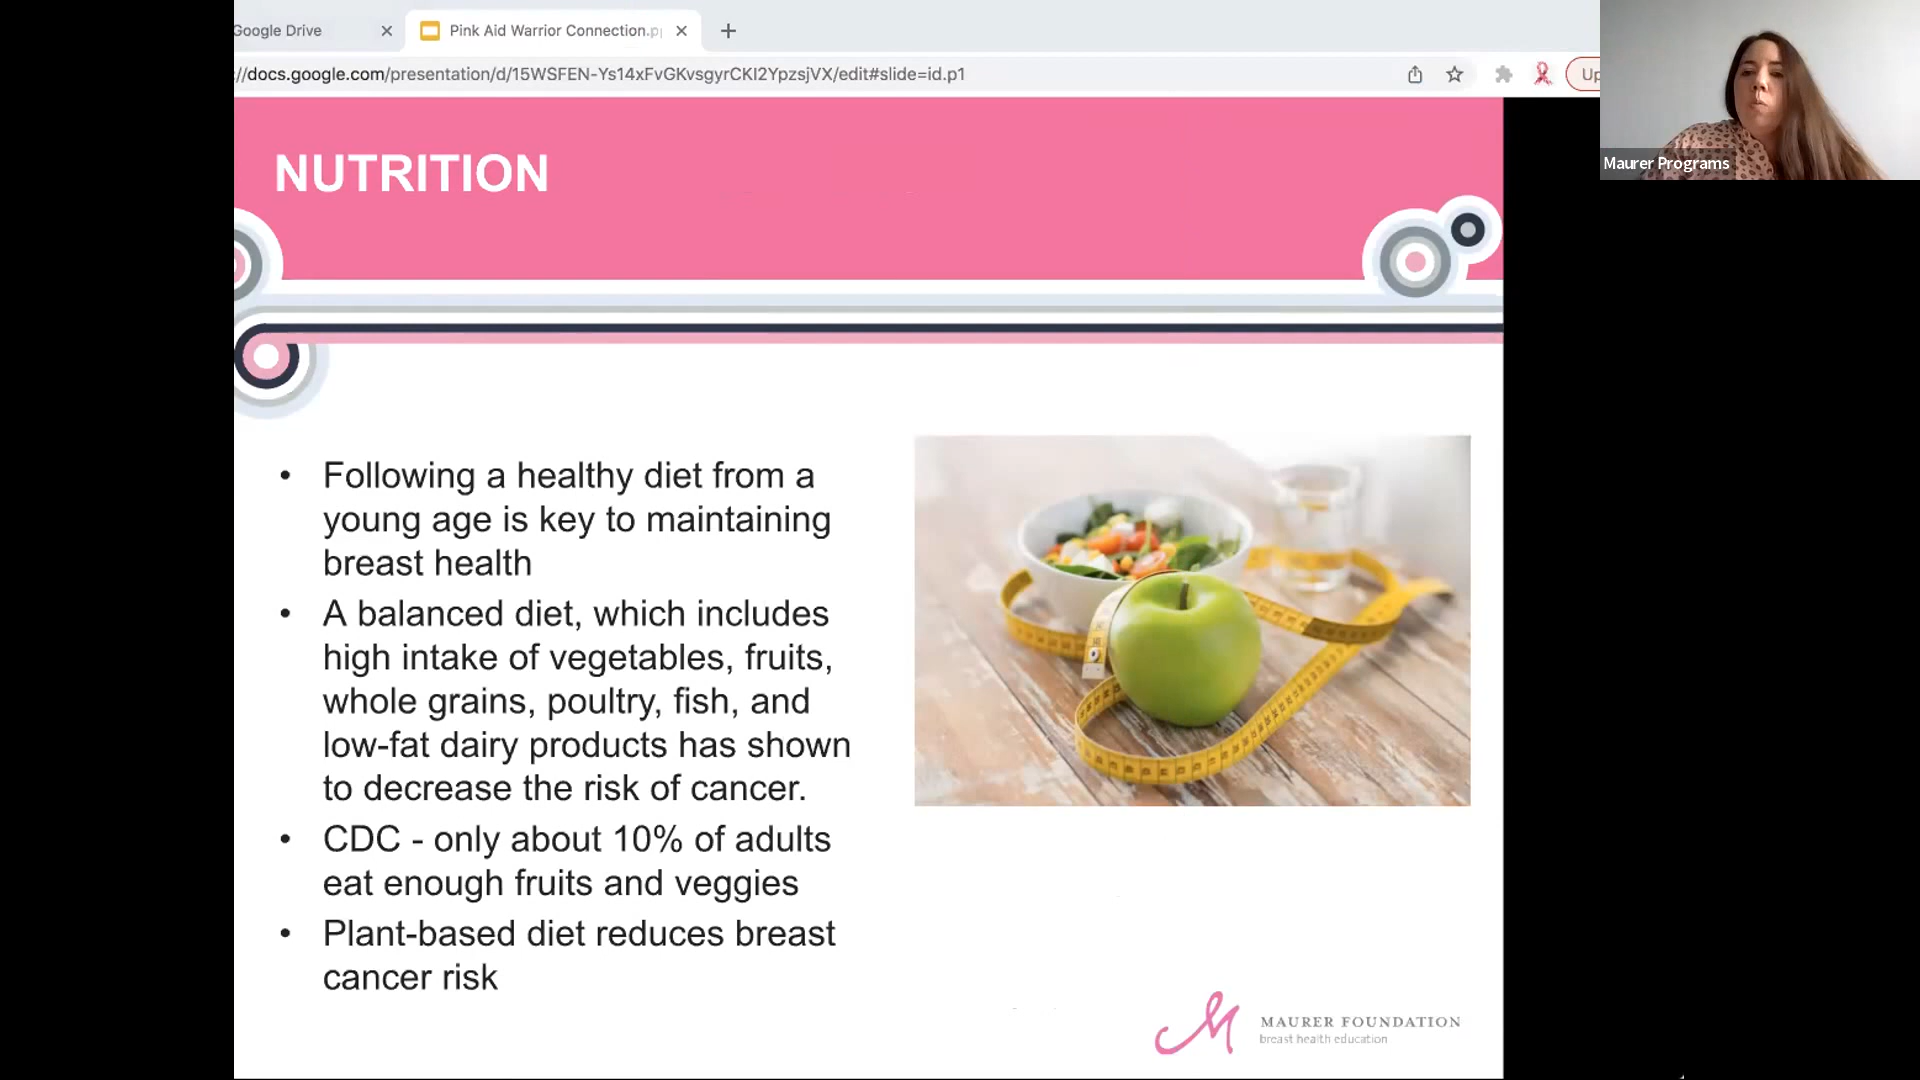 Google Drive
Pink Aid Warrior Connection.p
://docs.google.com/presentation/d/15WSFEN-Ys14xFvGKvsgyrCKI2YpzsjVX/edit#slide=id.p1
Up
Maurer Programs
NUTRITION
• Following a healthy diet from a
young age is key to maintaining
breast health
• A balanced diet, which includes
high intake of vegetables, fruits,
whole grains, poultry, fish, and
low-fat dairy products has shown
to decrease the risk of cancer.
• CDC - only about 10% of adults
eat enough fruits and veggies
• Plant-based diet reduces breast
cancer risk
MAURER FOUNDATION
breast health education